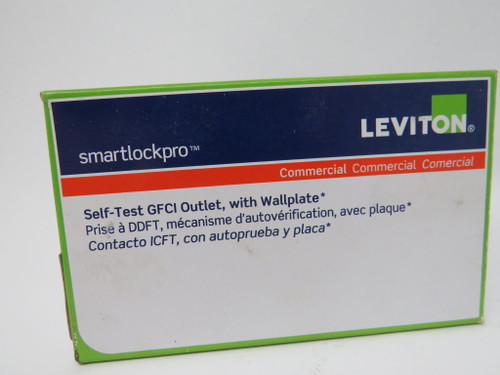 LEVITON®
smartlockpro™
Commercial Commercial Comercial
Self-Test GFCI Outlet, with Wallplate*
Prise à DDFT, mécanisme d'autovérification, avec plaque*
Contacto ICFT, con autoprueba y placa*